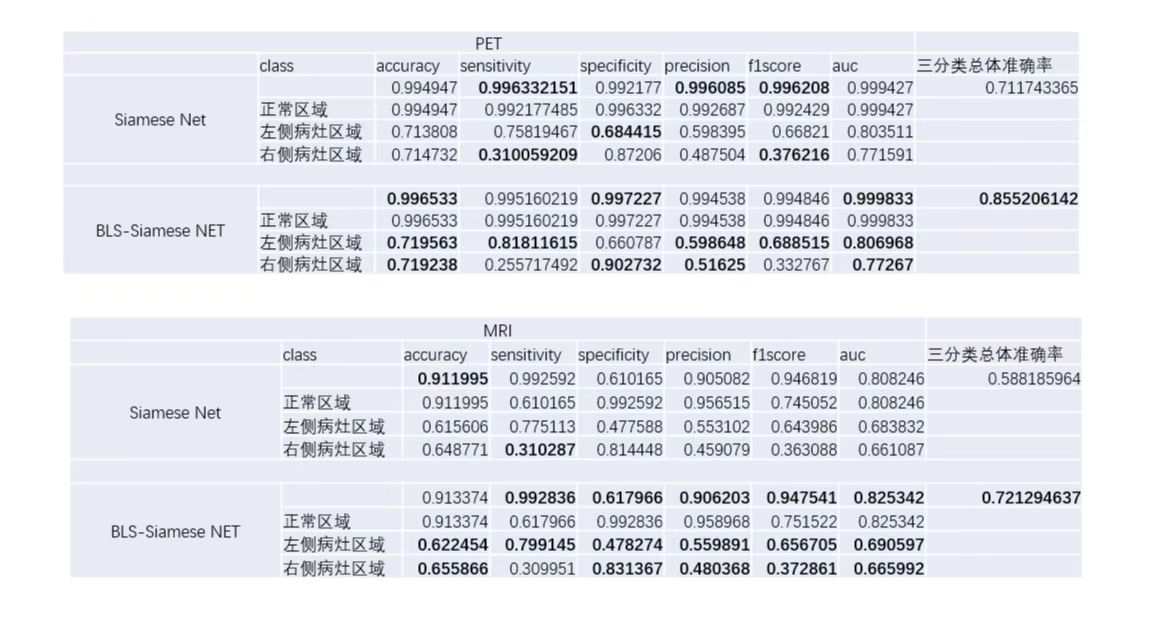 PET
class accuracy sensitivity specificity precision f1score auc 三分类总体准确率
0.994947 0.996332151 0.992177 0.996085 0.996208 0.999427 0.711743365
正常区域 0.994947 0.992177485 0.996332 0.992687 0.992429 0.999427
Siamese Net
左侧病灶区域 0.713808 0.75819467 0.684415 0.598395 0.66821 0.803511
右侧病灶区域 0.714732 0.310059209 0.87206 0.487504 0.376216 0.771591
0.996533 0.995160219 0.997227 0.994538 0.994846 0.999833 0.855206142
正常区域 0.996533 0.995160219 0.997227 0.994538 0.994846 0.999833
BLS-Siamese NET
左侧病灶区域 0.719563 0.81811615 0.660787 0.598648 0.688515 0.806968
右侧病灶区域 0.719238 0.255717492 0.902732 0.51625 0.332767 0.77267
MRI
class accuracy sensitivity specificity precision f1score auc 三分类总体准确率
0.911995 0.992592 0.610165 0.905082 0.946819 0.808246 0.588185964
正常区域 0.911995 0.610165 0.992592 0.956515 0.745052 0.808246
Siamese Net
左侧病灶区域 0.615606 0.775113 0.477588 0.553102 0.643986 0.683832
右侧病灶区域 0.648771 0.310287 0.814448 0.459079 0.363088 0.661087
0.913374 0.992836 0.617966 0.906203 0.947541 0.825342 0.721294637
正常区域 0.913374 0.617966 0.992836 0.958968 0.751522 0.825342
BLS-Siamese NET
左侧病灶区域 0.622454 0.799145 0.478274 0.559891 0.656705 0.690597
右侧病灶区域 0.655866 0.309951 0.831367 0.480368 0.372861 0.665992